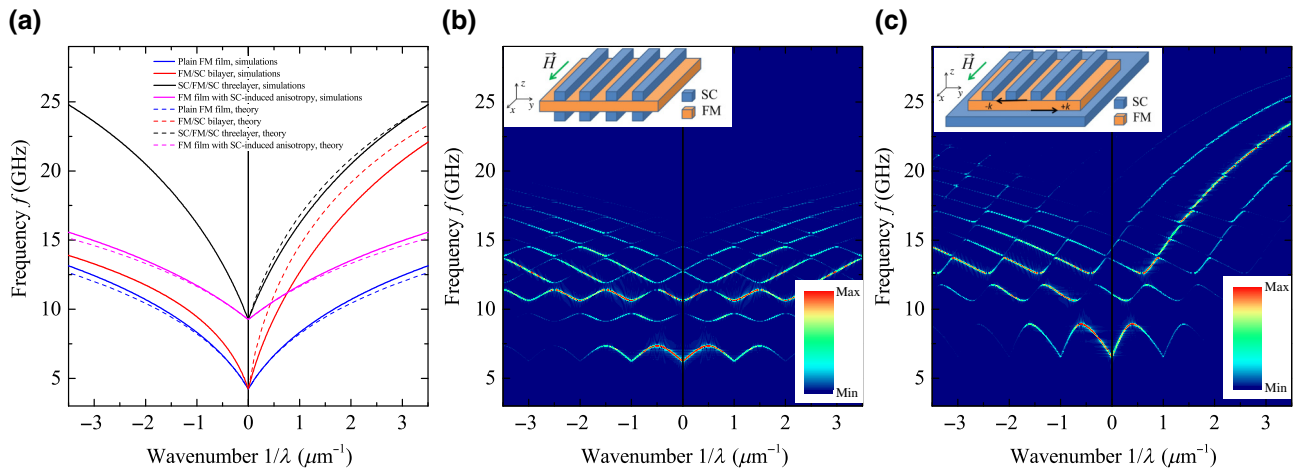 (a)
Plain FM film, simulations
FM/SC bilayer, simulations
SC/FM/SC threelayer, simulations
FM film with SC-induced anisotropy, simulations
Plain FM film, theory
FM/SC bilayer, theory
SC/FM/SC threelayer, theory
FM film with SC-induced anisotropy, theory
25
20
15
10
5
Frequency f (GHz)
−3 −2 −1 0 1 2 3
Wavenumber 1/λ (μm⁻¹)
(b)
H
z
x y
SC
FM
25
20
15
10
5
Frequency f (GHz)
Max
Min
−3 −2 −1 0 1 2 3
Wavenumber 1/λ (μm⁻¹)
(c)
H
z
x y
-k +k
SC
FM
25
20
15
10
5
Frequency f (GHz)
Max
Min
−3 −2 −1 0 1 2 3
Wavenumber 1/λ (μm⁻¹)